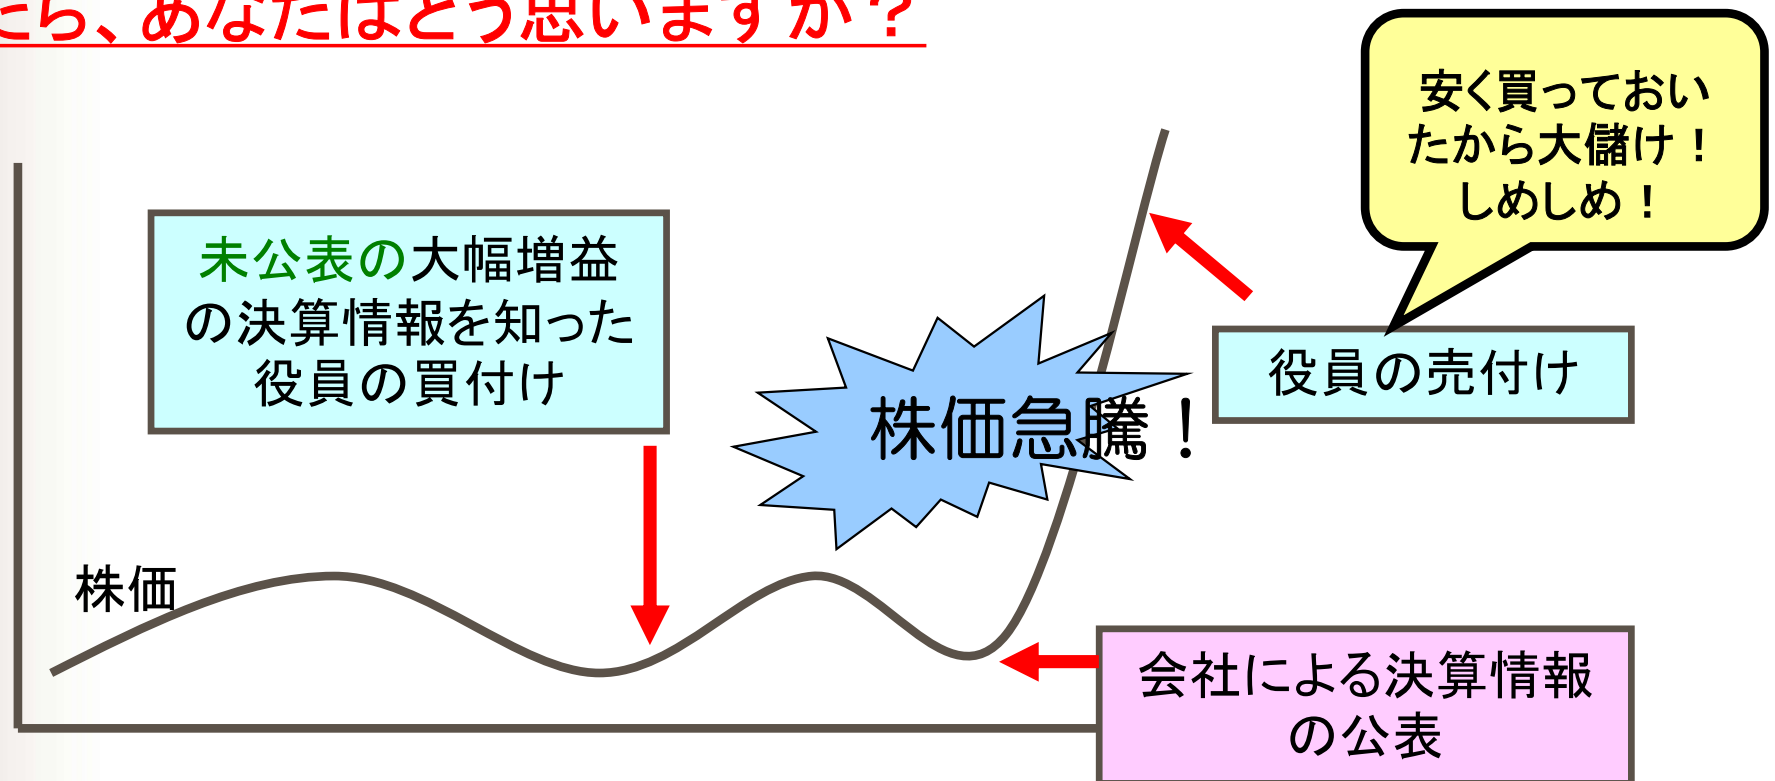 たら、あなたはどう思いますか？
安く買っておい
たから大儲け！
しめしめ！
未公表の大幅増益
の決算情報を知った
役員の買付け
役員の売付け
株価急騰！
株価
会社による決算情報
の公表